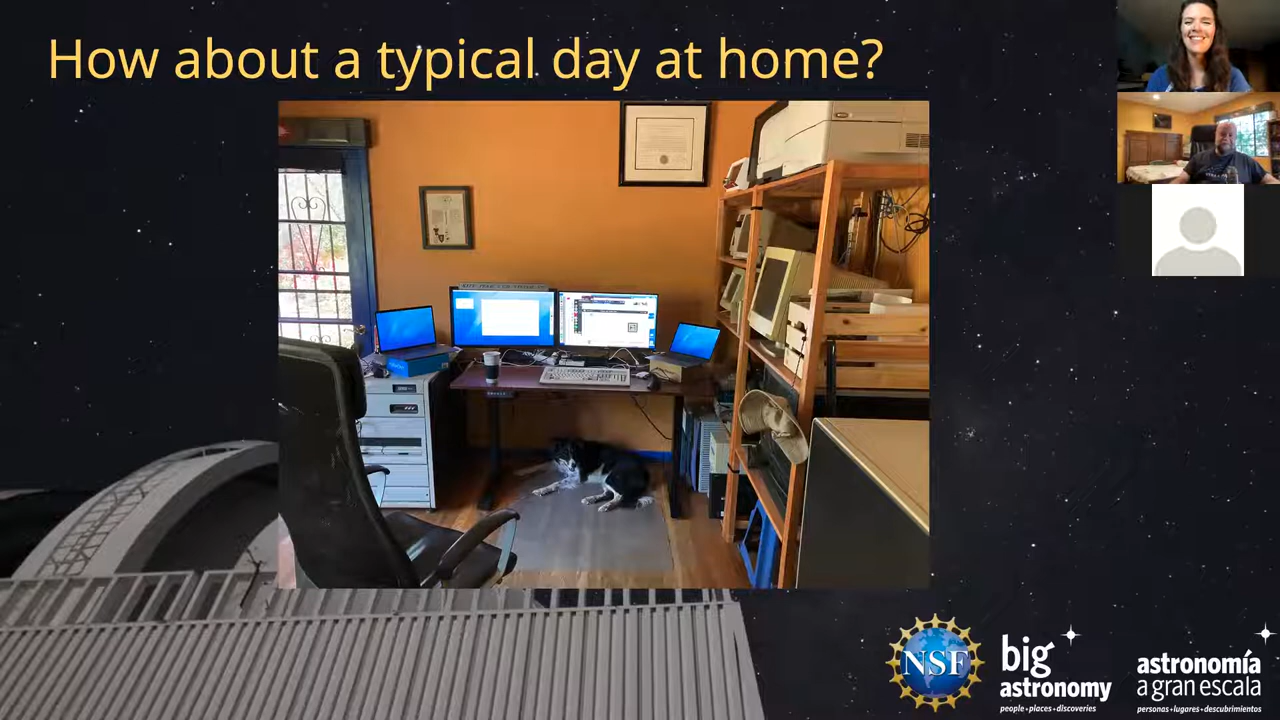 How about a typical day at home?
NSF
big
astronomy
people • places • discoveries
astronomía
a gran escala
personas • lugares • descubrimientos